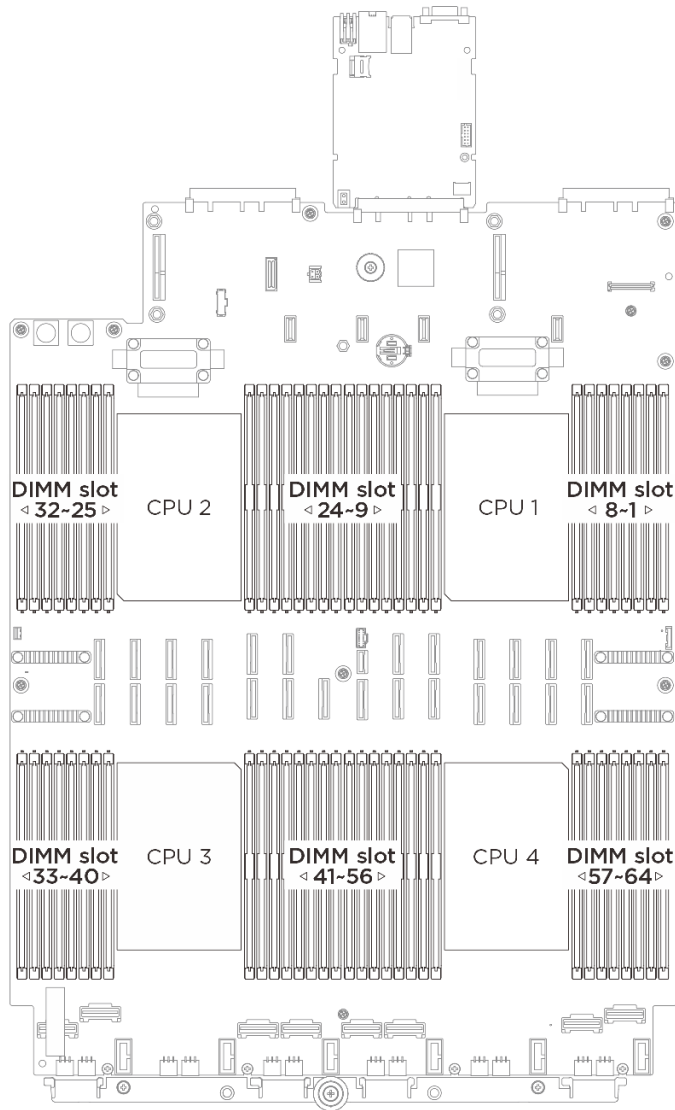 DIMM slot
◁ 32~25 ▷
CPU 2
DIMM slot
◁ 24~9 ▷
CPU 1
DIMM slot
◁ 8~1 ▷
DIMM slot
◁33~40▷
CPU 3
DIMM slot
◁ 41~56 ▷
CPU 4
DIMM slot
◁57~64▷